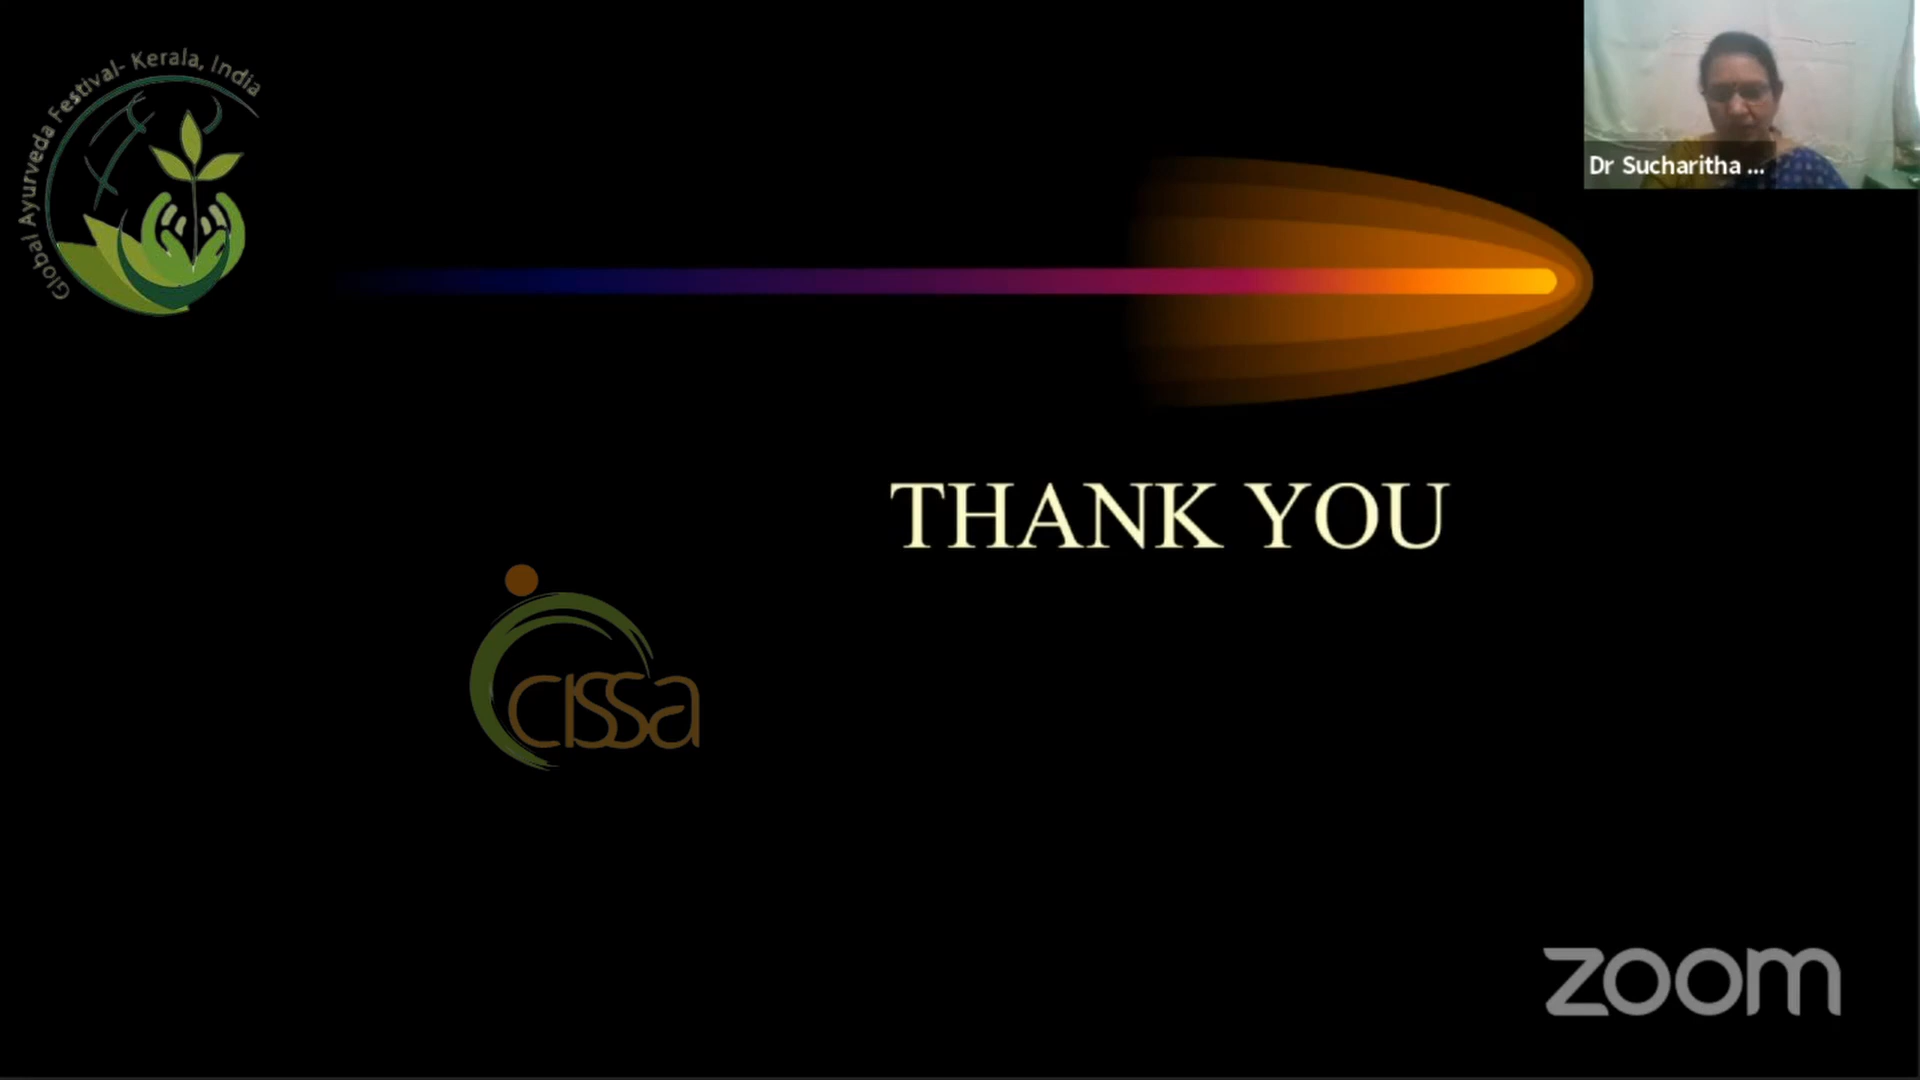 Global Ayurveda Festival- Kerala, India
Dr Sucharitha ...
THANK YOU
cissa
zoom